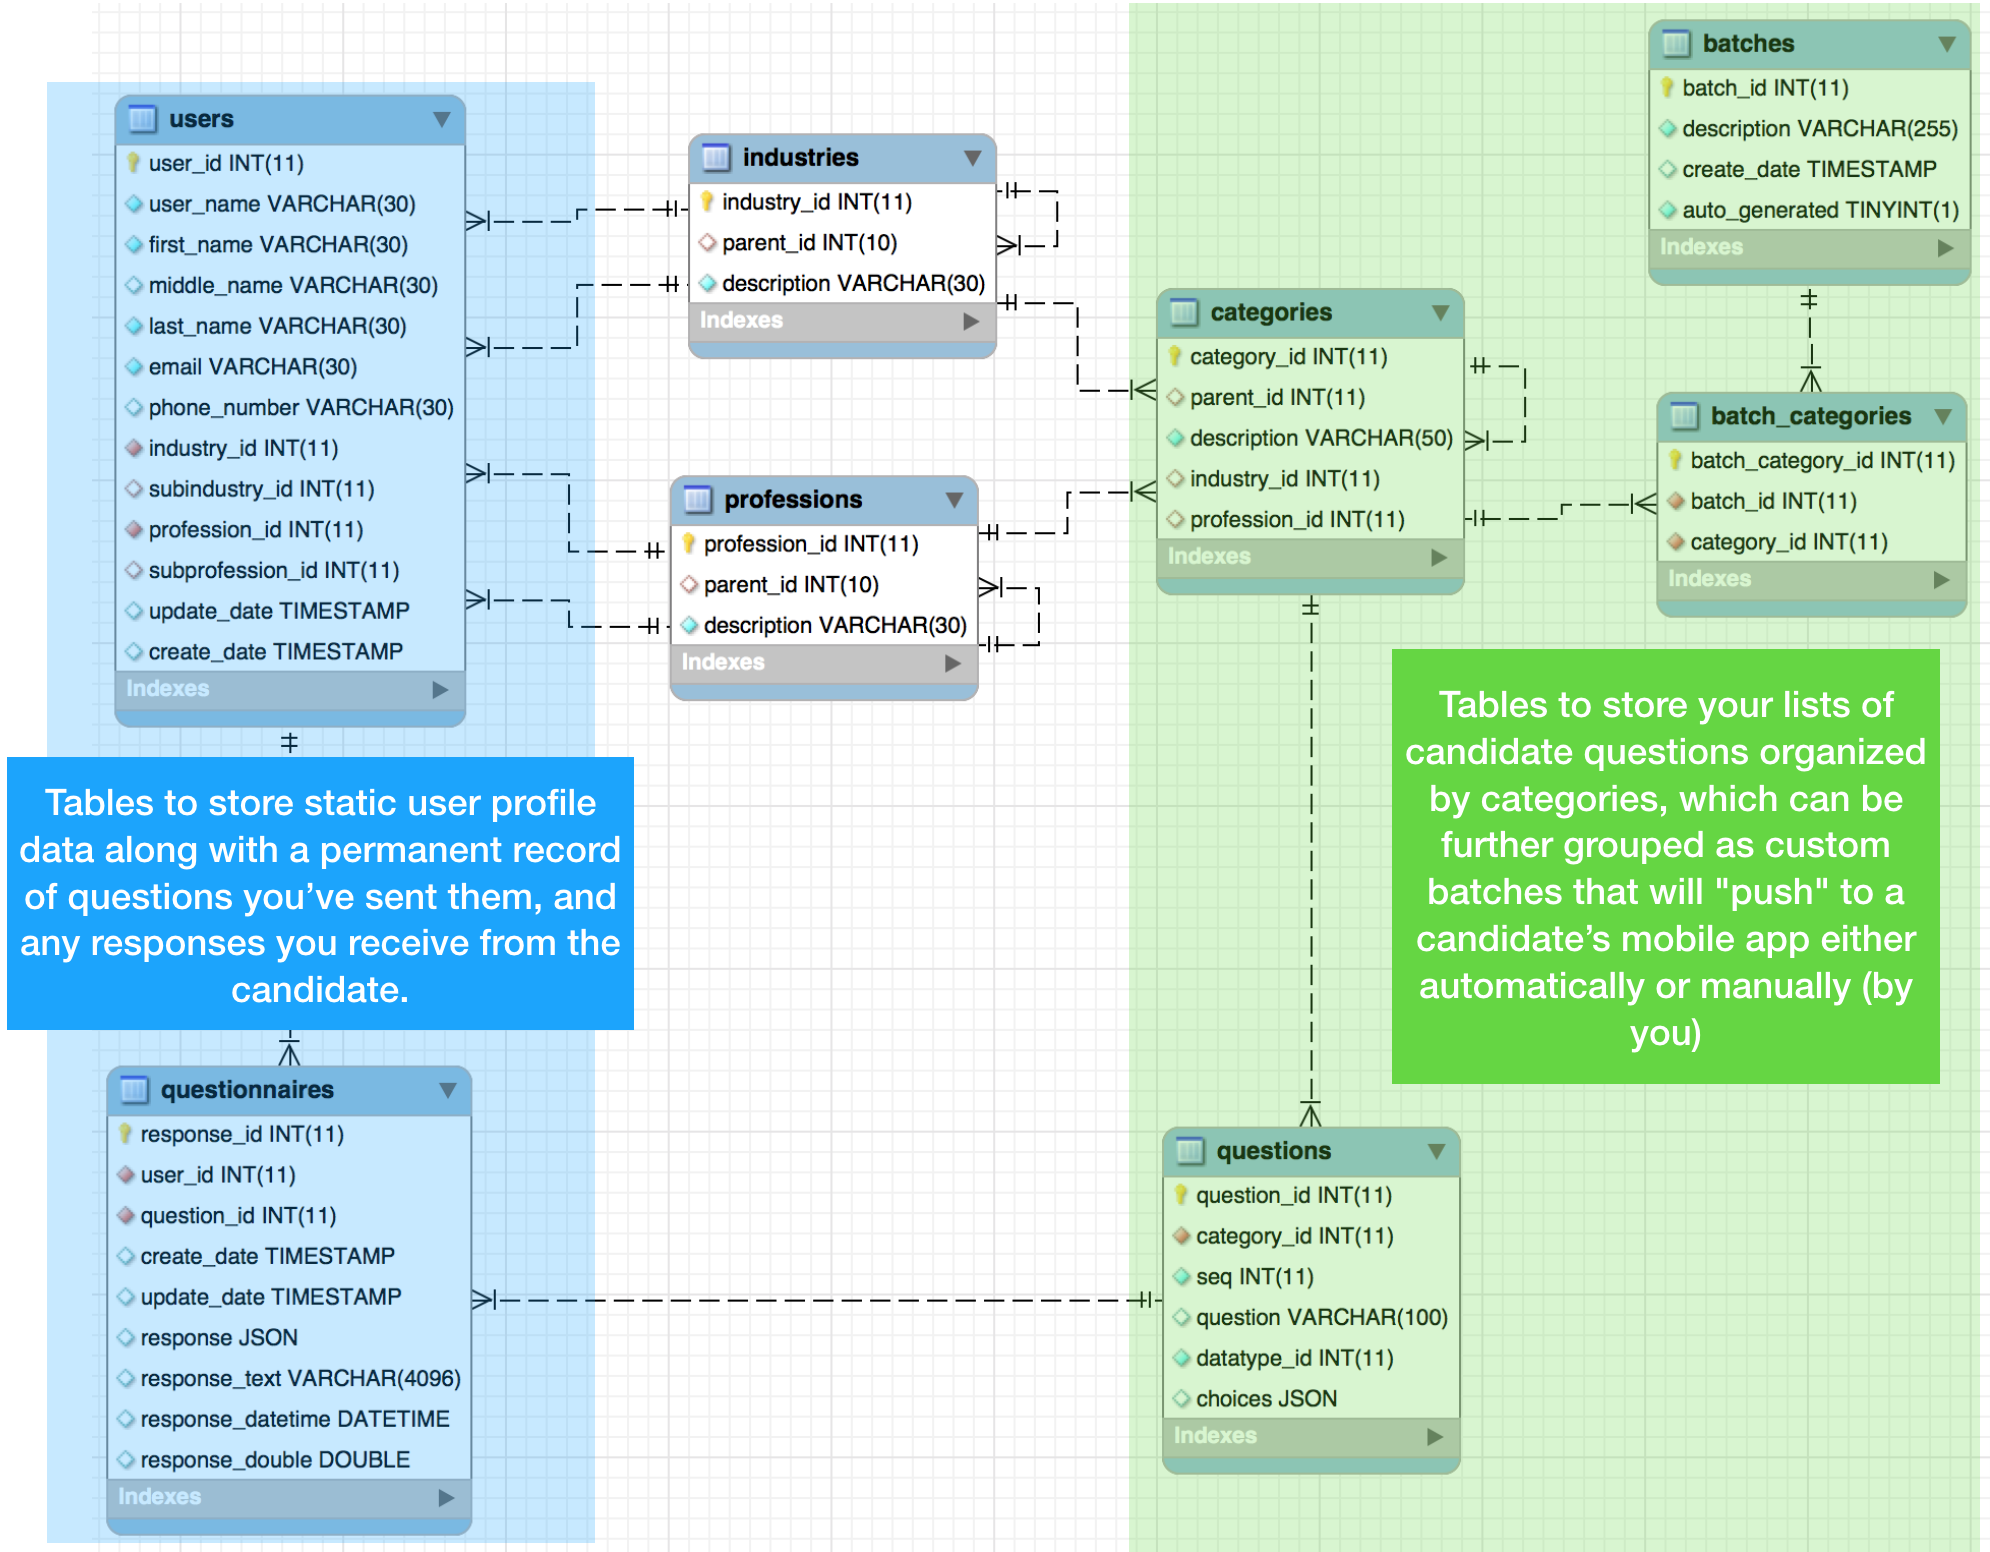 users
user_id INT(11)
user_name VARCHAR(30)
first_name VARCHAR(30)
middle_name VARCHAR(30)
last_name VARCHAR(30)
email VARCHAR(30)
phone_number VARCHAR(30)
industry_id INT(11)
subindustry_id INT(11)
profession_id INT(11)
subprofession_id INT(11)
update_date TIMESTAMP
create_date TIMESTAMP
Indexes
Tables to store static user profile
data along with a permanent record
of questions you’ve sent them, and
any responses you receive from the
candidate.
questionnaires
response_id INT(11)
user_id INT(11)
question_id INT(11)
create_date TIMESTAMP
update_date TIMESTAMP
response JSON
response_text VARCHAR(4096)
response_datetime DATETIME
response_double DOUBLE
Indexes
industries
industry_id INT(11)
parent_id INT(10)
description VARCHAR(30)
Indexes
professions
profession_id INT(11)
parent_id INT(10)
description VARCHAR(30)
Indexes
categories
category_id INT(11)
parent_id INT(11)
description VARCHAR(50)
industry_id INT(11)
profession_id INT(11)
Indexes
batches
batch_id INT(11)
description VARCHAR(255)
create_date TIMESTAMP
auto_generated TINYINT(1)
Indexes
batch_categories
batch_category_id INT(11)
batch_id INT(11)
category_id INT(11)
Indexes
Tables to store your lists of
candidate questions organized
by categories, which can be
further grouped as custom
batches that will "push" to a
candidate’s mobile app either
automatically or manually (by
you)
questions
question_id INT(11)
category_id INT(11)
seq INT(11)
question VARCHAR(100)
datatype_id INT(11)
choices JSON
Indexes